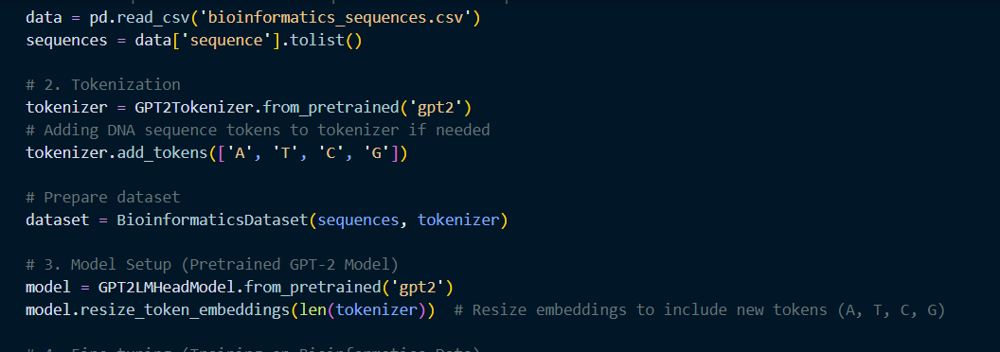 data = pd.read_csv('bioinformatics_sequences.csv')
sequences = data['sequence'].tolist()
# 2. Tokenization
tokenizer = GPT2Tokenizer.from_pretrained('gpt2')
# Adding DNA sequence tokens to tokenizer if needed
tokenizer.add_tokens(['A', 'T', 'C', 'G'])
# Prepare dataset
dataset = BioinformaticsDataset(sequences, tokenizer)
# 3. Model Setup (Pretrained GPT-2 Model)
model = GPT2LMHeadModel.from_pretrained('gpt2')
model.resize_token_embeddings(len(tokenizer))  # Resize embeddings to include new tokens (A, T, C, G)
# 4. Fine-tuning (Training on Bioinformatics Data)